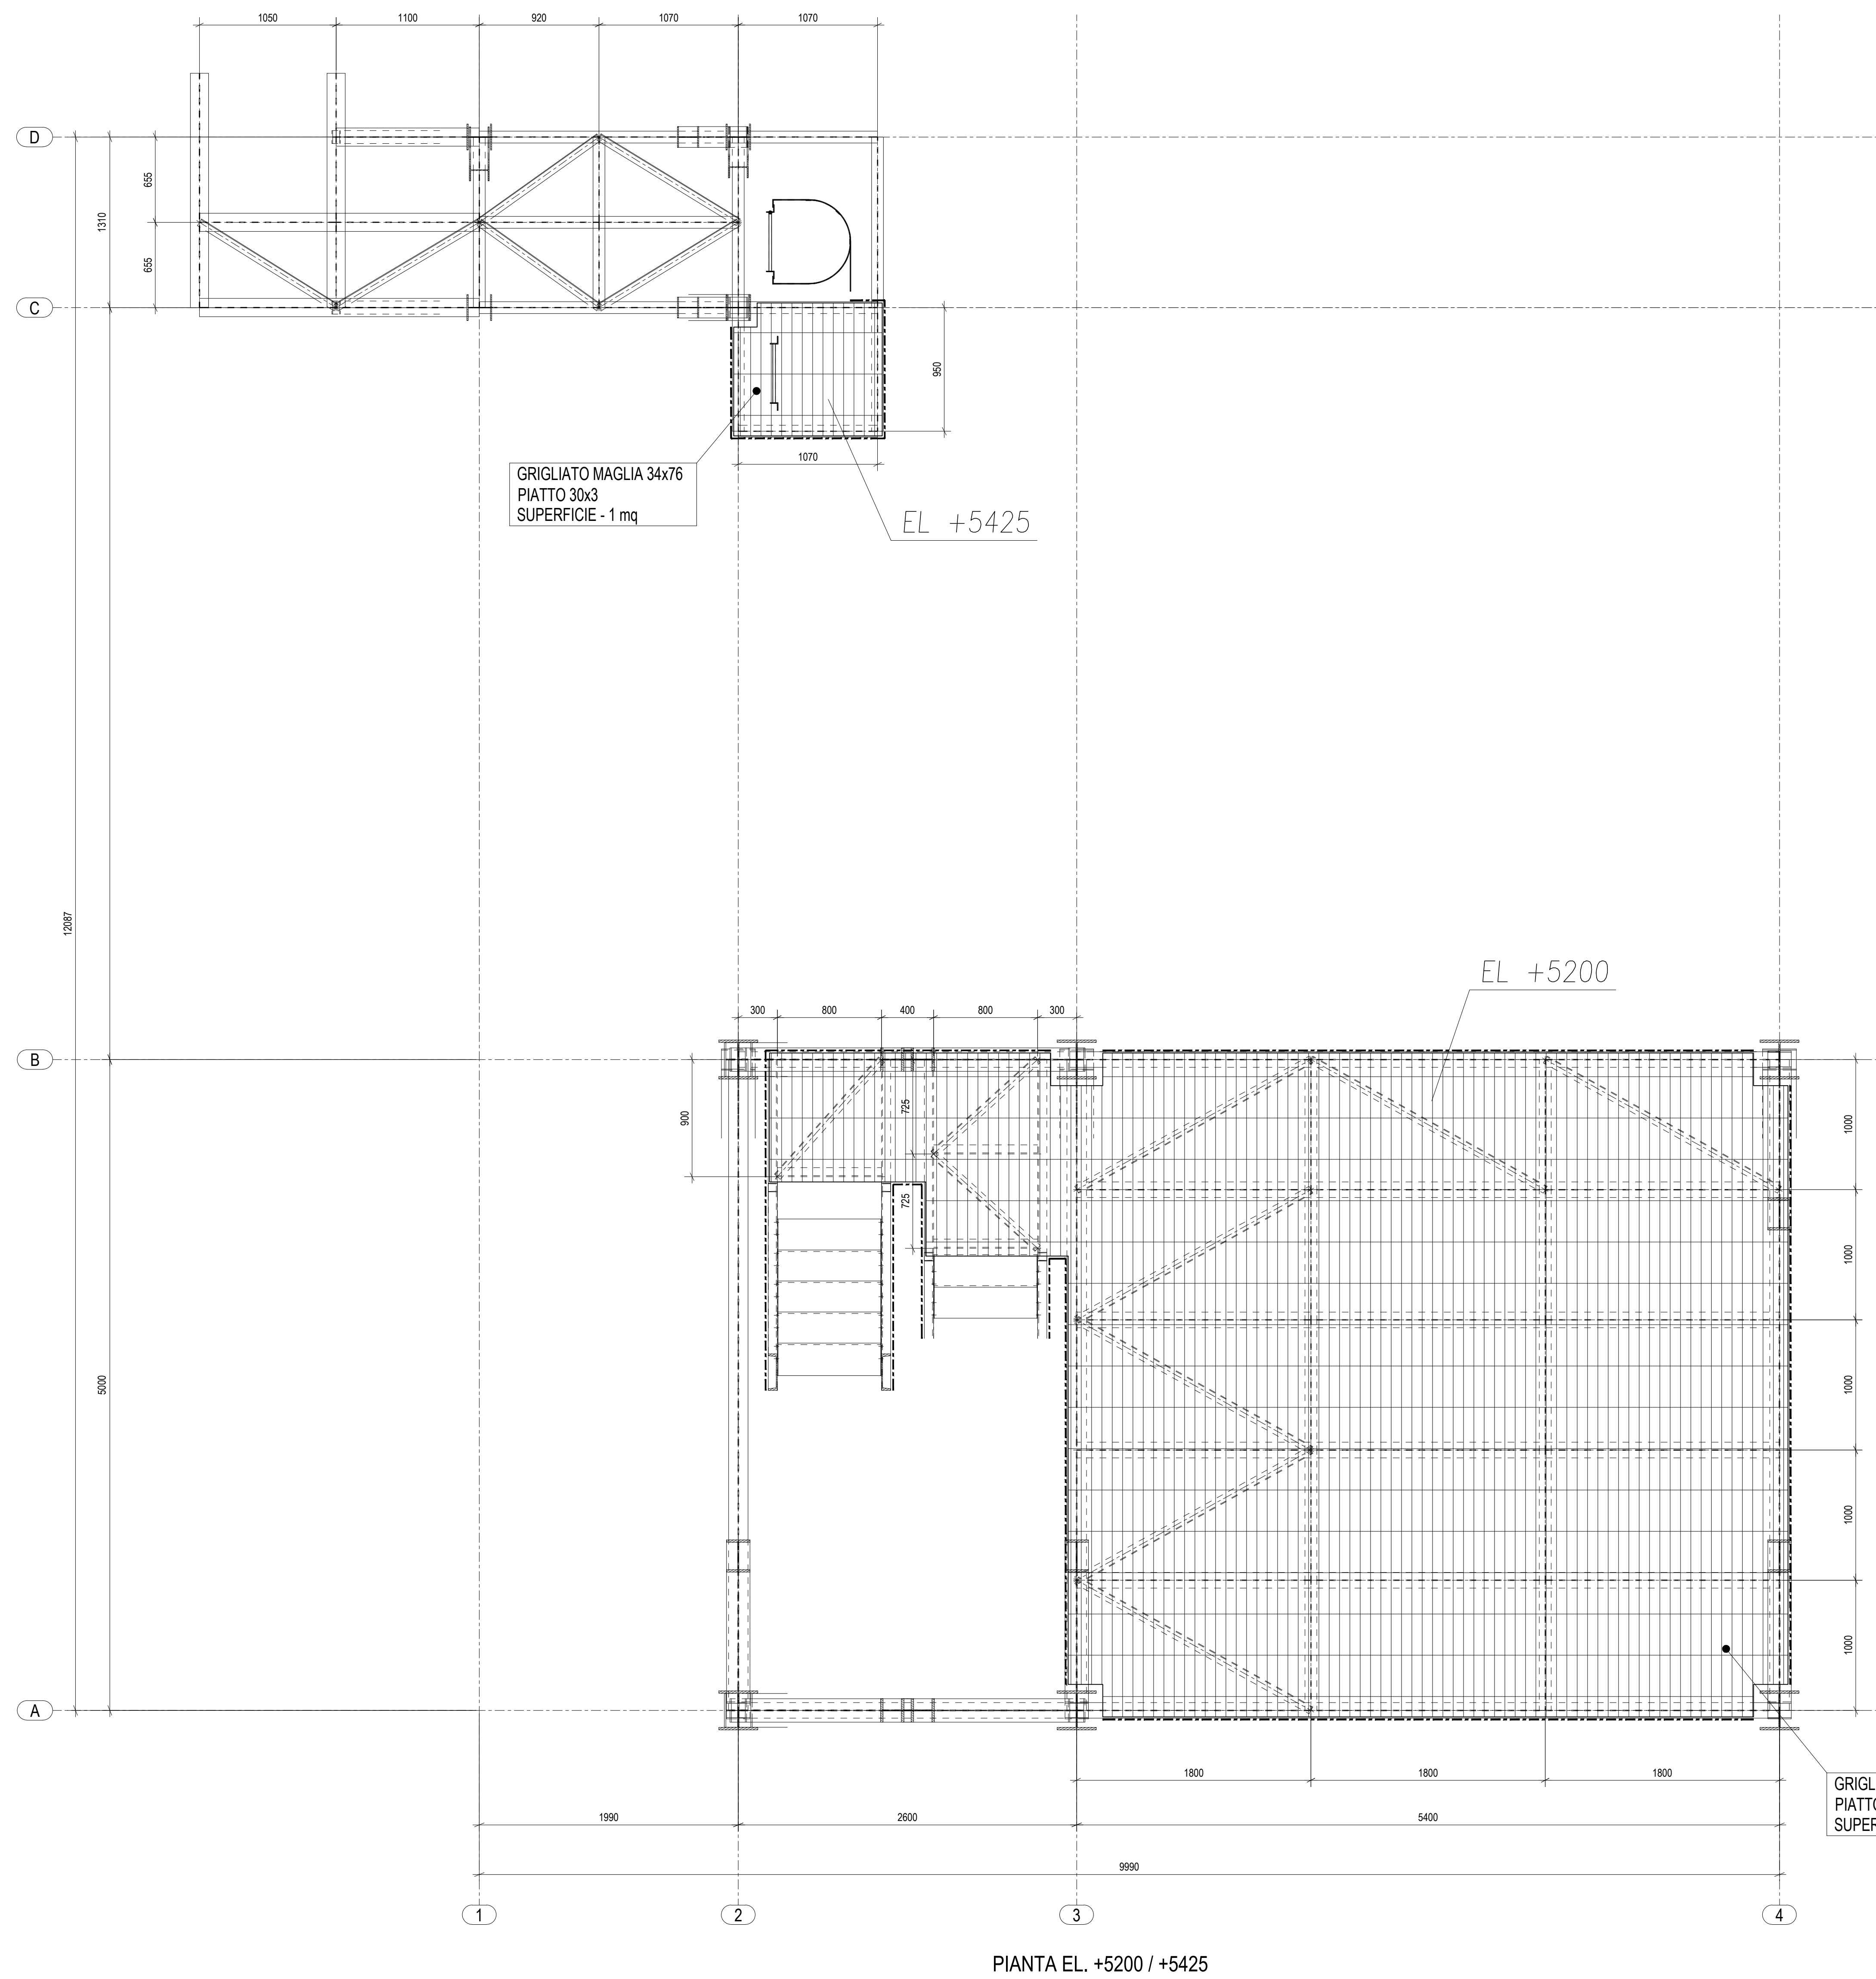 1050 1100 920 1070 1070
D
655
1310
655
C
950
1070
GRIGLIATO MAGLIA 34x76
PIATTO 30x3
SUPERFICIE - 1 mq
EL +5425
12087
EL +5200
300 800 400 800 300
B
900
725
725
1000
1000
1000
1000
1000
5000
A
1800 1800 1800
GRIGL
PIATTO
SUPER
1990 2600 5400
9990
1 2 3 4
PIANTA EL. +5200 / +5425